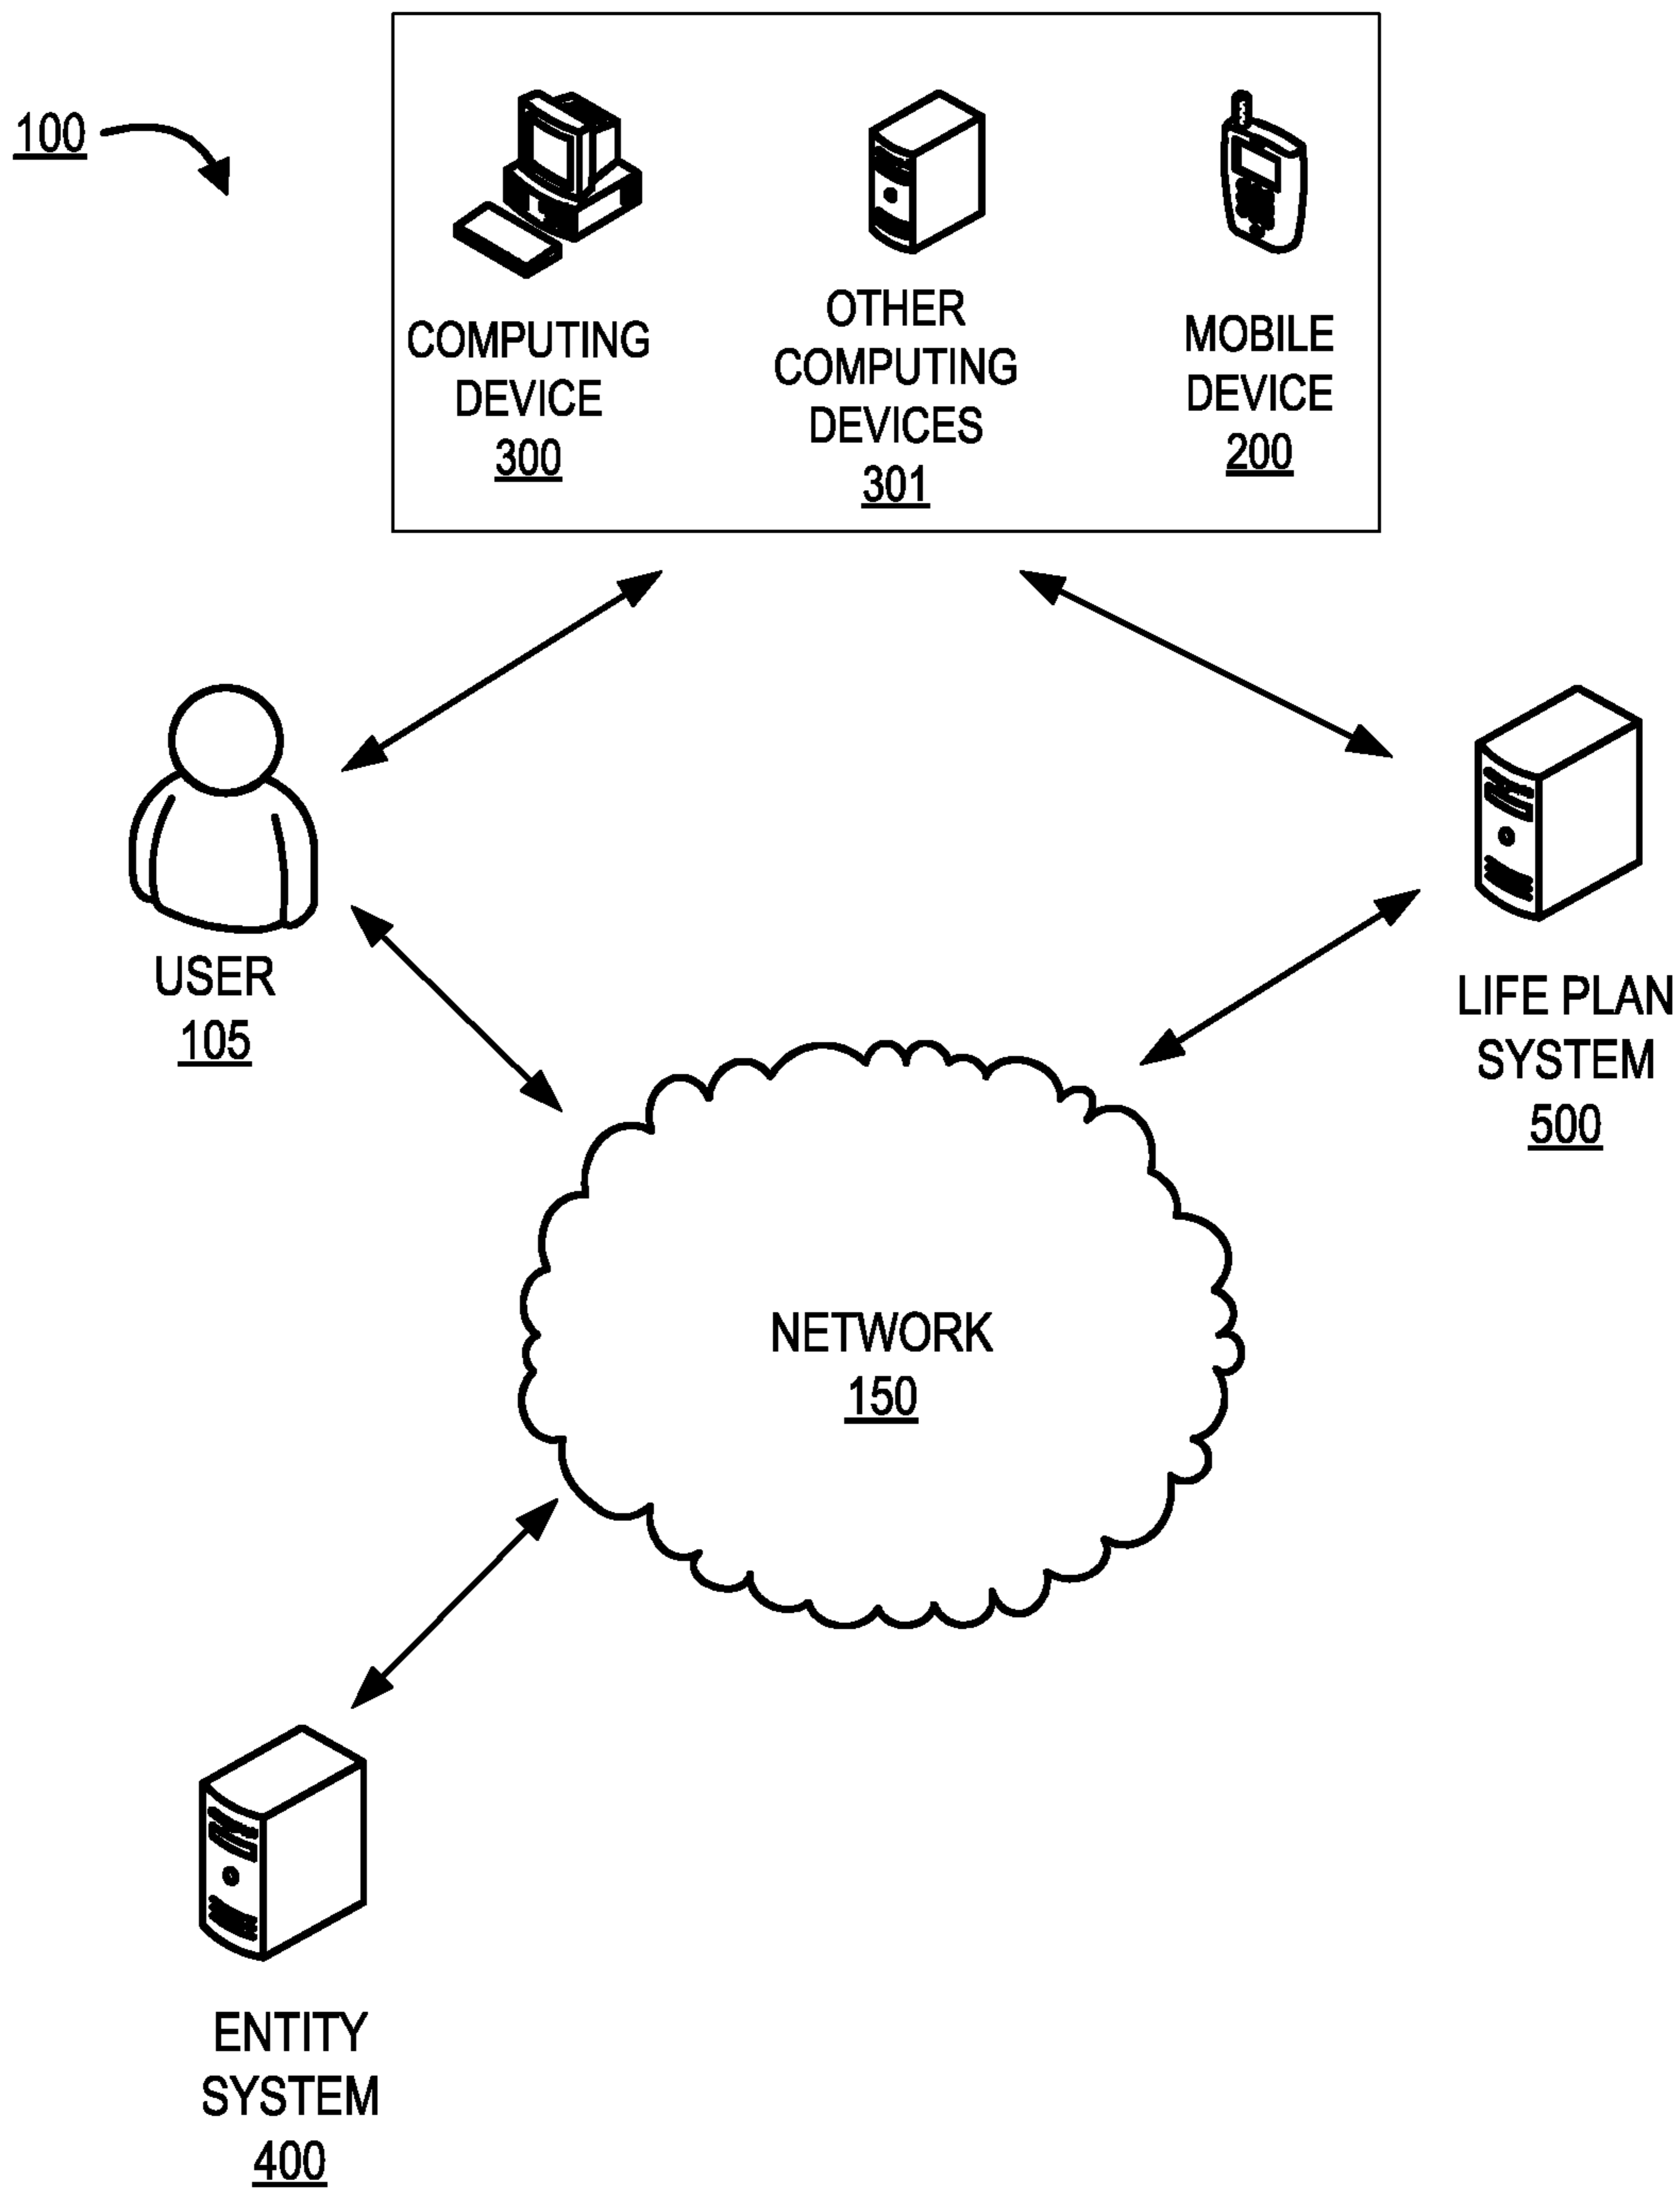 100
COMPUTING
DEVICE
300
OTHER
COMPUTING
DEVICES
301
MOBILE
DEVICE
200
USER
105
LIFE PLAN
SYSTEM
500
NETWORK
150
ENTITY
SYSTEM
400